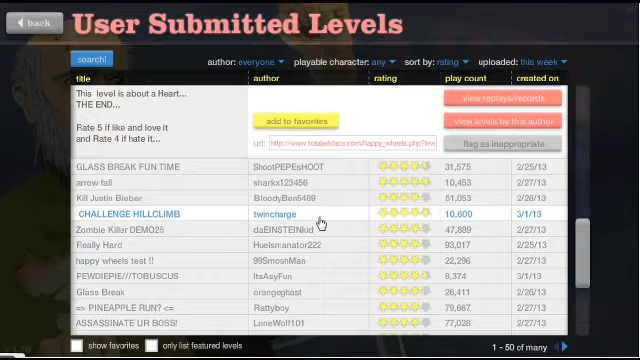 back
User Submitted Levels
search!
author: everyone playable character: any sort by: rating uploaded: this week
title author rating play count created on
This level is about a Heart...
THE END...
Rate 5 if like and love it
and Rate 4 if hate it...
view replays/records
add to favorites view levels by this author
url: http://www.totaljerkface.com/happy_wheels.php?leve flag as inappropriate
GLASS BREAK FUN TIME ShootPEPEsHOOT 31,575 2/25/13
arrow fall sharkx123456 10,453 2/27/13
Kill Justin Bieber BloodyBen5489 51,053 2/26/13
CHALLENGE HILLCLIMB twincharge 10,600 3/1/13
Zombie Killer DEMO25 daEINSTEINkid 47,889 2/27/13
Really Hard Huelsmanator222 93,017 2/25/13
happy wheels test !! 99SmoshMan 22,296 2/27/13
PEWDIEPIE///TOBUSCUS ItsAsyFun 8,374 3/1/13
Glass Break orangeghast 26,411 2/26/13
=> PINEAPPLE RUN? <= Rattyboy 79,667 2/27/13
ASSASSINATE UR BOSS! LoneWolf101 77,028 2/27/13
show favorites only list featured levels 1 - 50 of many